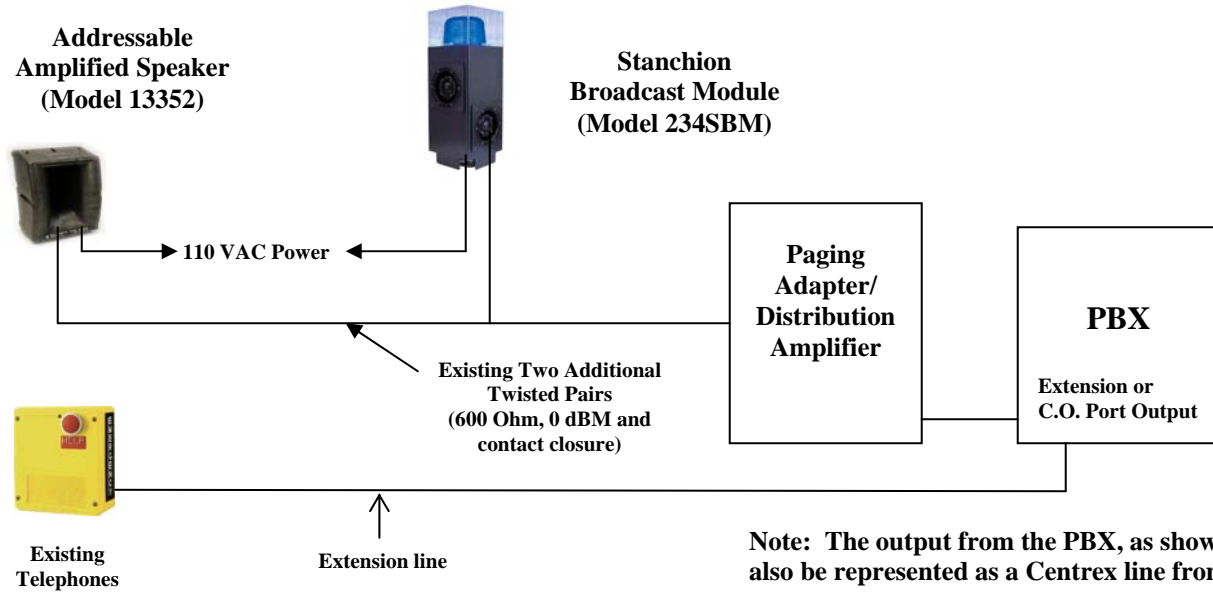 Addressable
Amplified Speaker
(Model 13352)
Stanchion
Broadcast Module
(Model 234SBM)
110 VAC Power
Paging
Adapter/
Distribution
Amplifier
PBX
Extension or
C.O. Port Output
Existing Two Additional
Twisted Pairs
(600 Ohm, 0 dBM and
contact closure)
HELP
Existing
Telephones
Extension line
Note: The output from the PBX, as show
also be represented as a Centrex line from